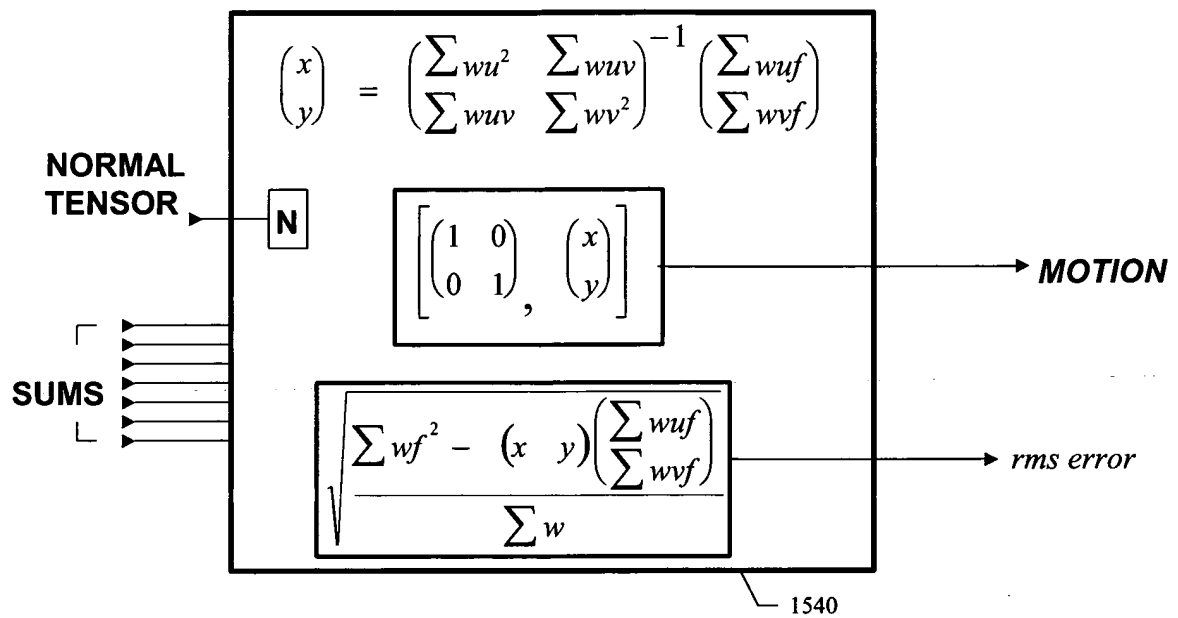 (x y) = (∑wu² ∑wuv ∑wuv ∑wv²)⁻¹ (∑wuf ∑wvf)
NORMAL
TENSOR
N
[(1 0 0 1), (x y)]
MOTION
SUMS
√((∑wf² − (x y)(∑wuf ∑wvf)) / ∑w)
rms error
1540